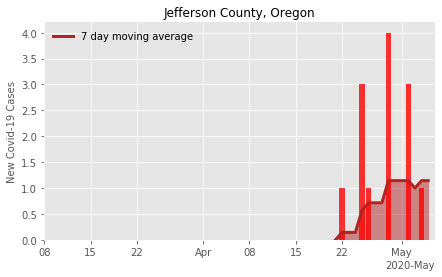 Jefferson County, Oregon
7 day moving average
New Covid-19 Cases
4.0
3.5
3.0
2.5
2.0
1.5
1.0
0.5
0.0
08 15 22 Apr 08 15 22 May
2020-May